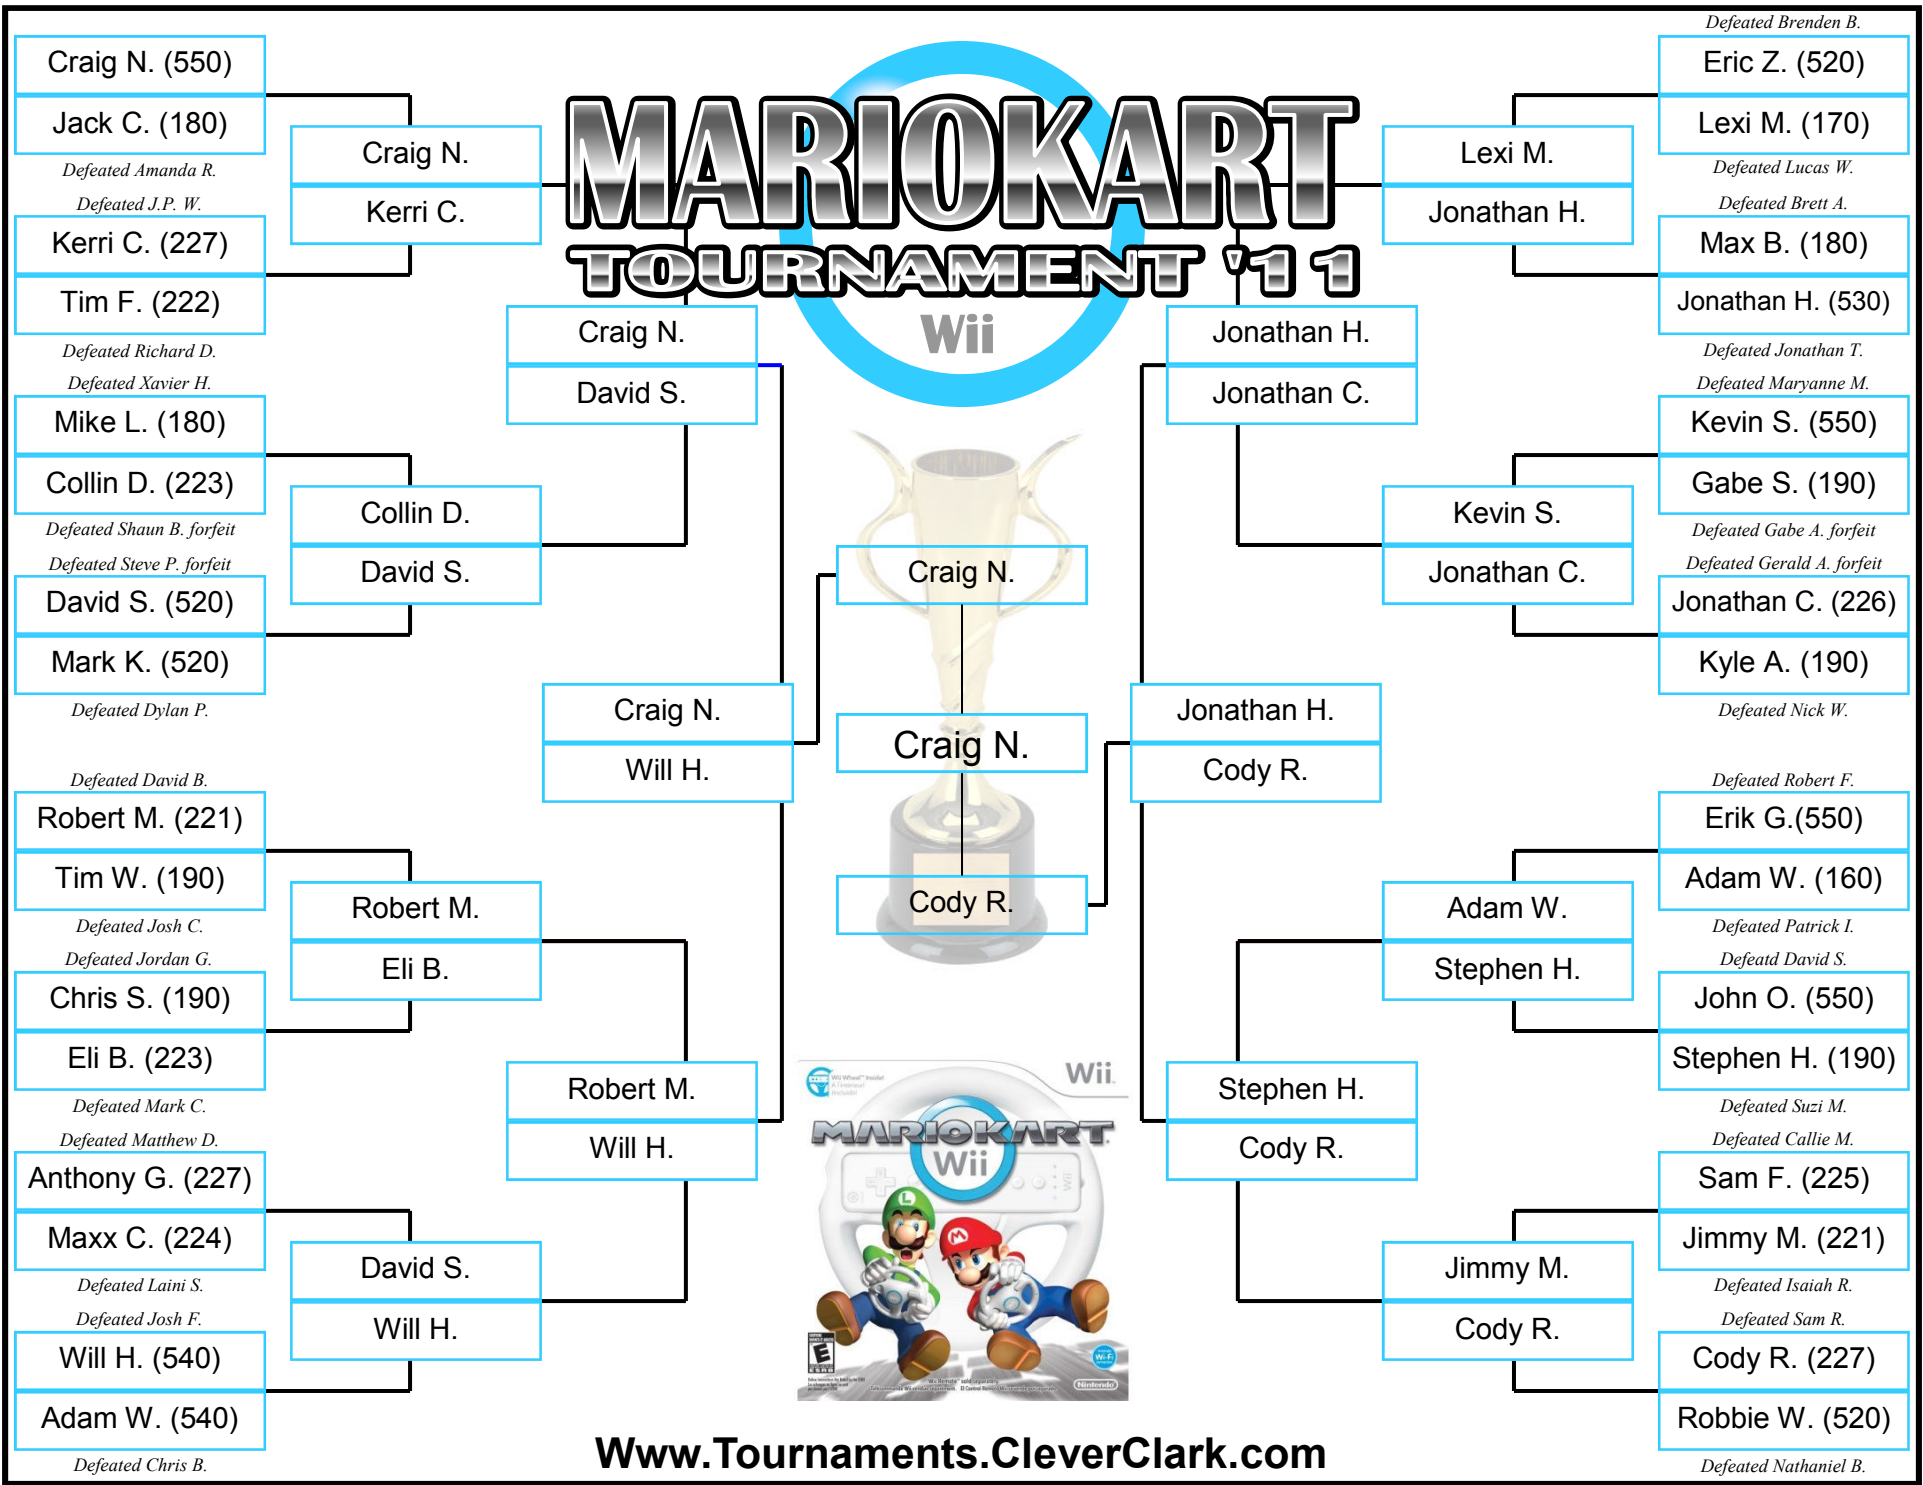 Craig N. (550)
Jack C. (180)
Defeated Amanda R.
Defeated J.P. W.
Kerri C. (227)
Tim F. (222)
Defeated Richard D.
Defeated Xavier H.
Mike L. (180)
Collin D. (223)
Defeated Shaun B. forfeit
Defeated Steve P. forfeit
David S. (520)
Mark K. (520)
Defeated Dylan P.
Defeated David B.
Robert M. (221)
Tim W. (190)
Defeated Josh C.
Defeated Jordan G.
Chris S. (190)
Eli B. (223)
Defeated Mark C.
Defeated Matthew D.
Anthony G. (227)
Maxx C. (224)
Defeated Laini S.
Defeated Josh F.
Will H. (540)
Adam W. (540)
Defeated Chris B.
Craig N.
Kerri C.
Collin D.
David S.
Robert M.
Eli B.
David S.
Will H.
Craig N.
David S.
Robert M.
Will H.
Craig N.
Will H.
MARIOKART
TOURNAMENT '11
Wii
Craig N.
Craig N.
Cody R.
Wii
MARIOKART
Wii
L
M
E
Wi-Fi
Nintendo
Www.Tournaments.CleverClark.com
Jonathan H.
Cody R.
Jonathan H.
Jonathan C.
Stephen H.
Cody R.
Lexi M.
Jonathan H.
Kevin S.
Jonathan C.
Adam W.
Stephen H.
Jimmy M.
Cody R.
Defeated Brenden B.
Eric Z. (520)
Lexi M. (170)
Defeated Lucas W.
Defeated Brett A.
Max B. (180)
Jonathan H. (530)
Defeated Jonathan T.
Defeated Maryanne M.
Kevin S. (550)
Gabe S. (190)
Defeated Gabe A. forfeit
Defeated Gerald A. forfeit
Jonathan C. (226)
Kyle A. (190)
Defeated Nick W.
Defeated Robert F.
Erik G.(550)
Adam W. (160)
Defeated Patrick I.
Defeatd David S.
John O. (550)
Stephen H. (190)
Defeated Suzi M.
Defeated Callie M.
Sam F. (225)
Jimmy M. (221)
Defeated Isaiah R.
Defeated Sam R.
Cody R. (227)
Robbie W. (520)
Defeated Nathaniel B.